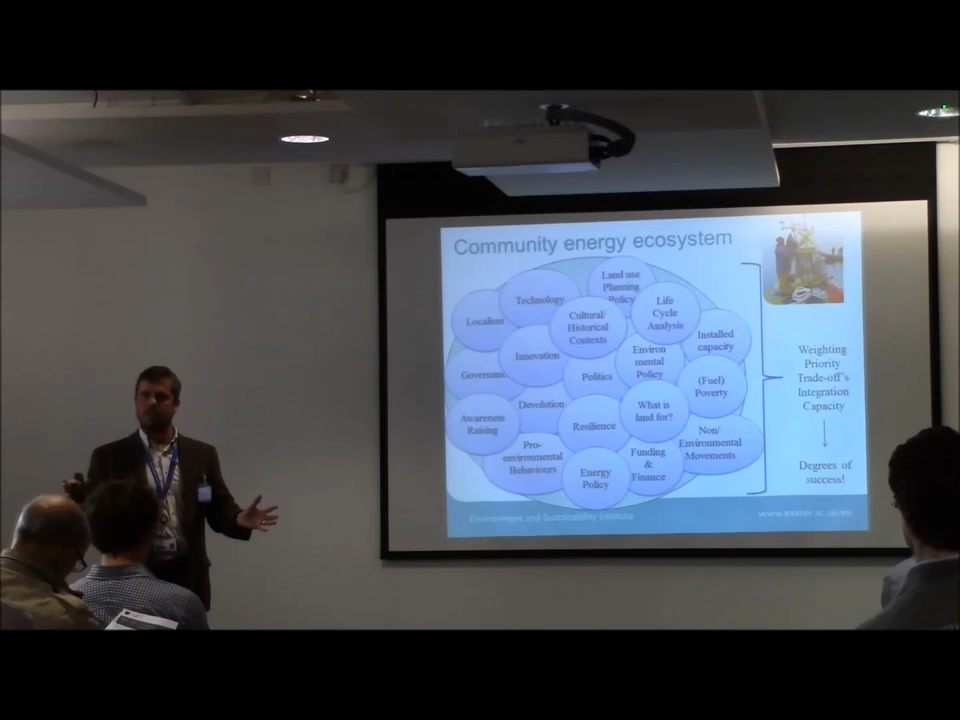 Community energy ecosystem
Land use
Planning
Policy
Technology
Life
Cycle
Analysis
Localism
Cultural/
Historical
Contexts
Installed
capacity
Innovation
Environ
mental
Policy
Governanc
Politics
(Fuel)
Poverty
Devolution
What is
land for?
Awareness
Raising
Resilience
Non/
Environmental
Movements
Pro-
environmental
Behaviours
Funding
&
Finance
Energy
Policy
Weighting
Priority
Trade-off's
Integration
Capacity
Degrees of
success!
Environment and Sustainability Institute
www.exeter.ac.uk/esi